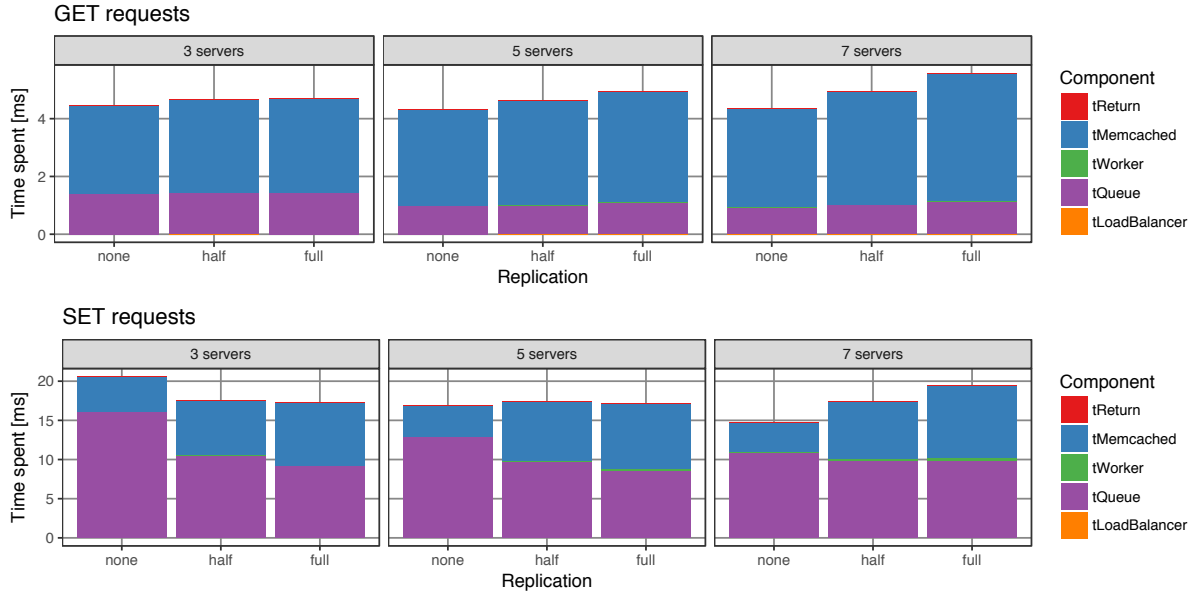 GET requests
3 servers
5 servers
7 servers
Time spent [ms]
4
2
0
none
half
full
none
half
full
none
half
full
Replication
Component
tReturn
tMemcached
tWorker
tQueue
tLoadBalancer
SET requests
3 servers
5 servers
7 servers
Time spent [ms]
20
15
10
5
0
none
half
full
none
half
full
none
half
full
Replication
Component
tReturn
tMemcached
tWorker
tQueue
tLoadBalancer